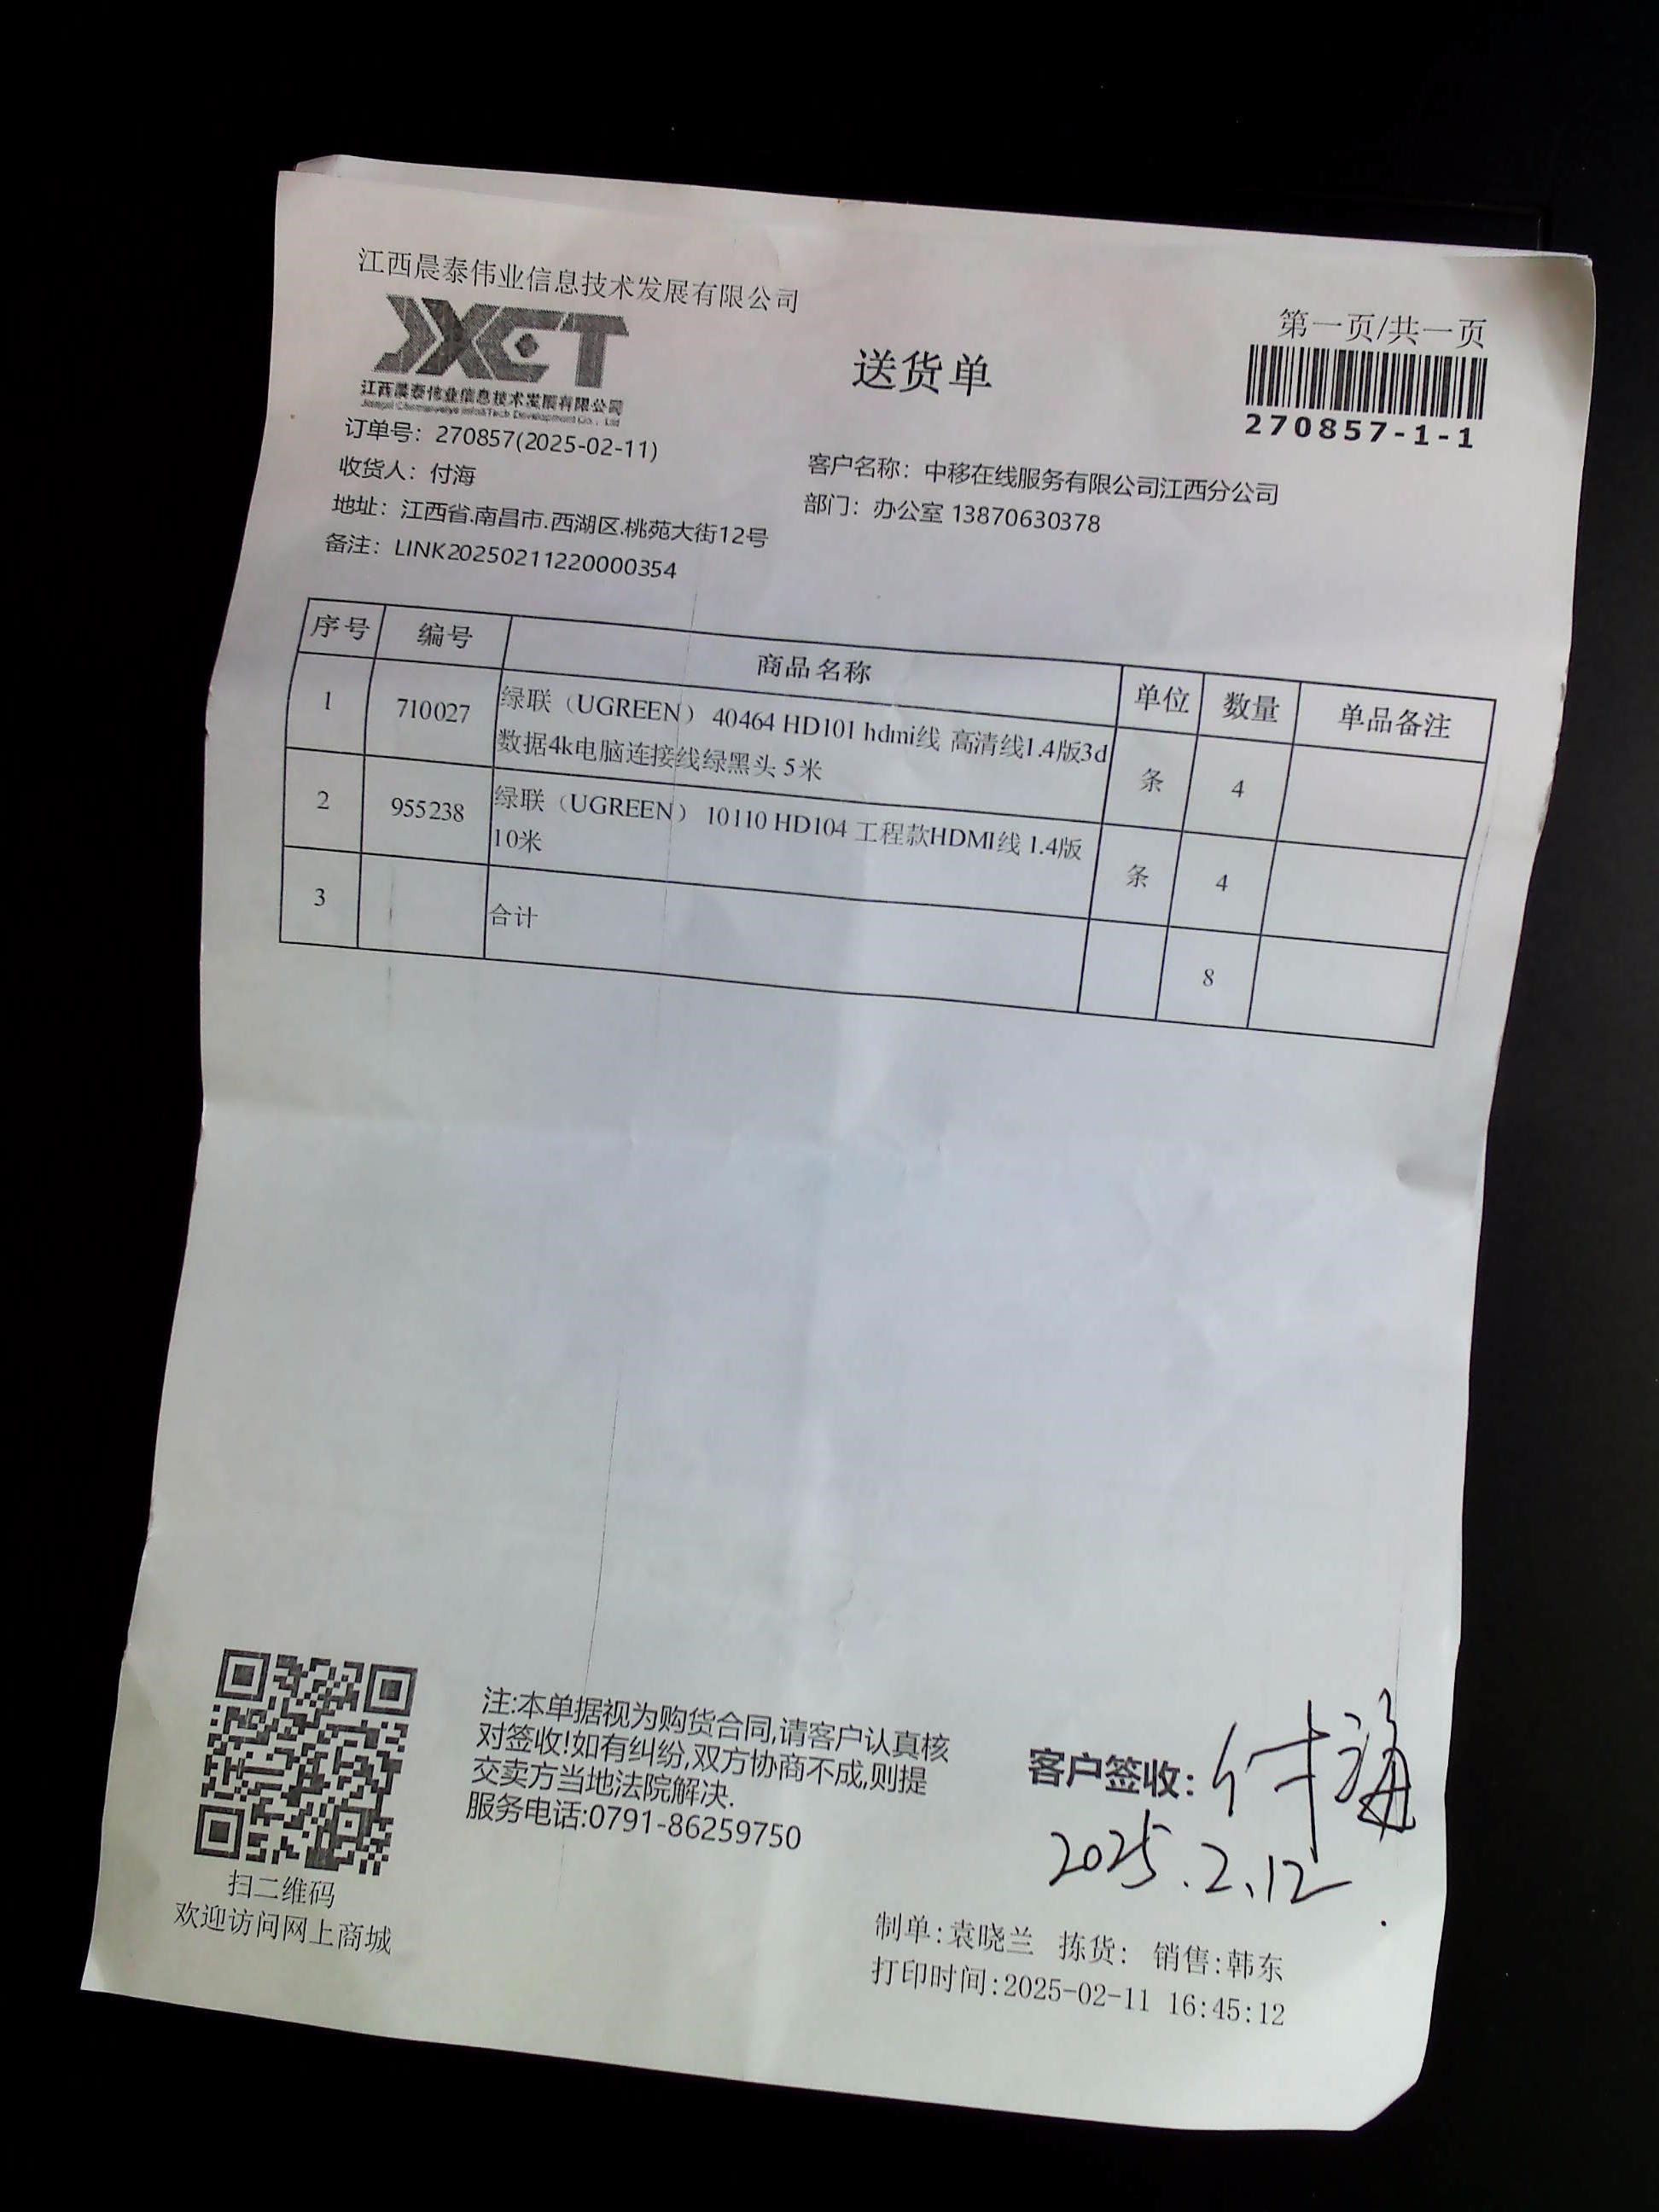 江西晨泰伟业信息技术发展有限公司
JXCT
江西晨泰伟业信息技术发展有限公司
送货单
第一页/共一页
270857-1-1
订单号：270857(2025-02-11)
收货人：付海
客户名称：中移在线服务有限公司江西分公司
地址：江西省.南昌市.西湖区.桃苑大街12号
部门：办公室 13870630378
备注：LINK20250211220000354
序号 编号 商品名称 单位 数量 单品备注
1 710027 绿联（UGREEN） 40464 HD101 hdmi线 高清线1.4版3d
数据4k电脑连接线绿黑头 5米 条 4
2 955238 绿联（UGREEN） 10110 HD104 工程款HDMI线 1.4版
10米 条 4
3 合计 8
注:本单据视为购货合同,请客户认真核
对签收!如有纠纷,双方协商不成,则提
交卖方当地法院解决.
服务电话:0791-86259750
客户签收: 付海
2025.2.12
扫二维码
欢迎访问网上商城
制单:袁晓兰 拣货: 销售:韩东
打印时间:2025-02-11 16:45:12